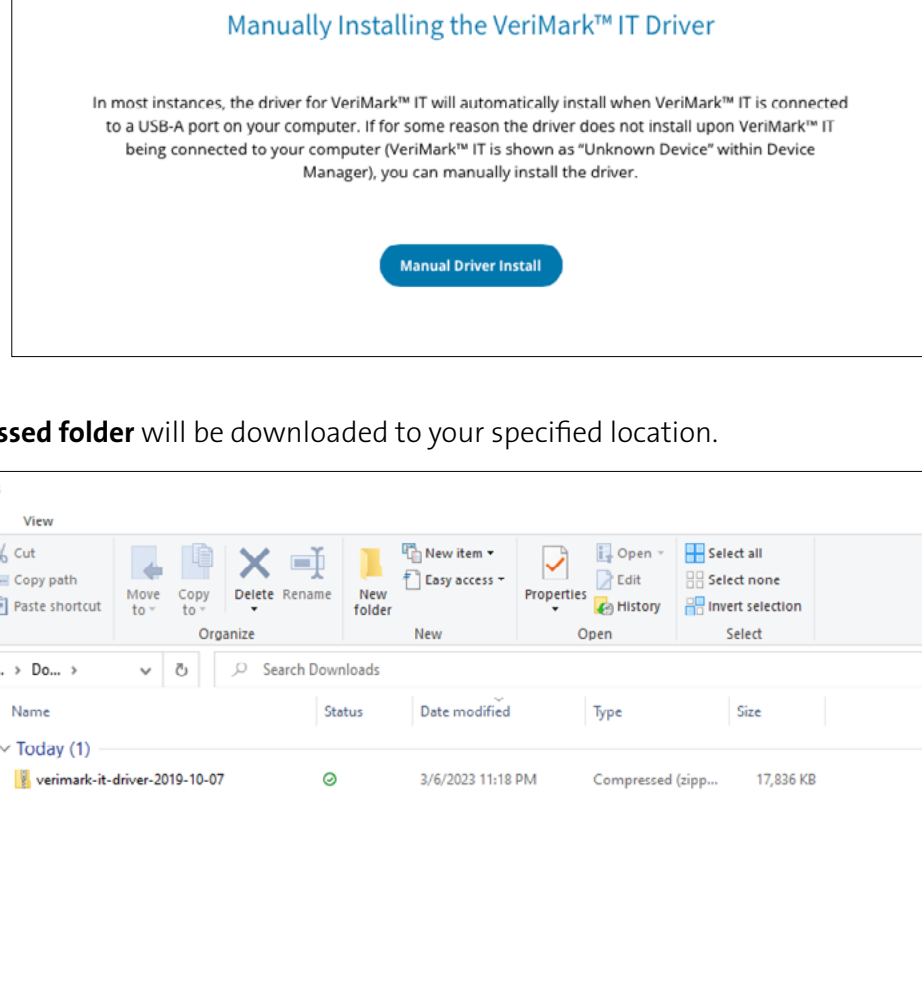 Manually Installing the VeriMark™ IT Driver
In most instances, the driver for VeriMark™ IT will automatically install when VeriMark™ IT is connected
to a USB-A port on your computer. If for some reason the driver does not install upon VeriMark™ IT
being connected to your computer (VeriMark™ IT is shown as “Unknown Device” within Device
Manager), you can manually install the driver.
Manual Driver Install
ssed folder will be downloaded to your specified location.
View
Cut
Copy path
Paste shortcut
Move to
Copy to
Delete
Rename
Organize
New folder
New item
Easy access
New
Properties
Open
Edit
History
Open
Select all
Select none
Invert selection
Select
Do... >
Search Downloads
Name Status Date modified Type Size
Today (1)
verimark-it-driver-2019-10-07 3/6/2023 11:18 PM Compressed (zipp... 17,836 KB